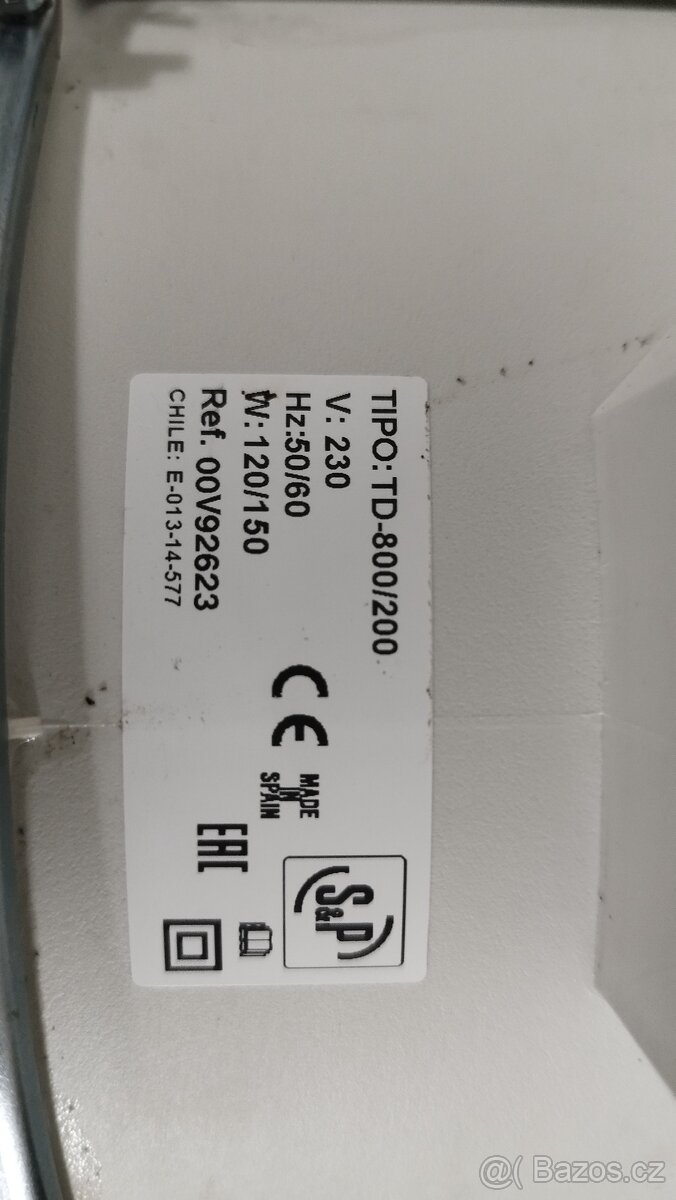 TIPO: TD-800/200
V: 230
Hz:50/60
W: 120/150
Ref. 00V92623
CHILE: E-013-14-577
CE
MADE
IN
SPAIN
EAC
S&P
@( Bazos.cz